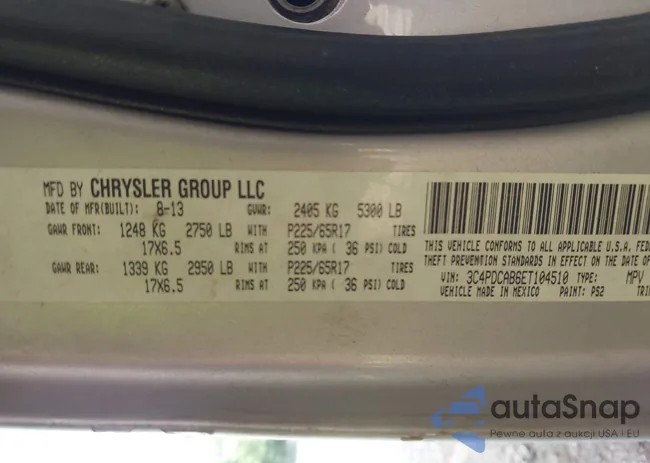 MFD BY CHRYSLER GROUP LLC
DATE OF MFR(BUILT): 8-13 GVWR: 2405 KG 5300 LB
GAWR FRONT: 1248 KG 2750 LB WITH P225/65R17 TIRES
17X6.5 RIMS AT 250 KPA ( 36 PSI) COLD
GAWR REAR: 1339 KG 2950 LB WITH P225/65R17 TIRES
17X6.5 RIMS AT 250 KPA ( 36 PSI) COLD
THIS VEHICLE CONFORMS TO ALL APPLICABLE U.S.A. FEDE
THEFT PREVENTION STANDARDS IN EFFECT ON THE DA
VIN: 3C4PDCAB6ET104510 TYPE: MPV
VEHICLE MADE IN MEXICO PAINT: PS2 TRI
autaSnap
Pewne auta z aukcji USA i EU